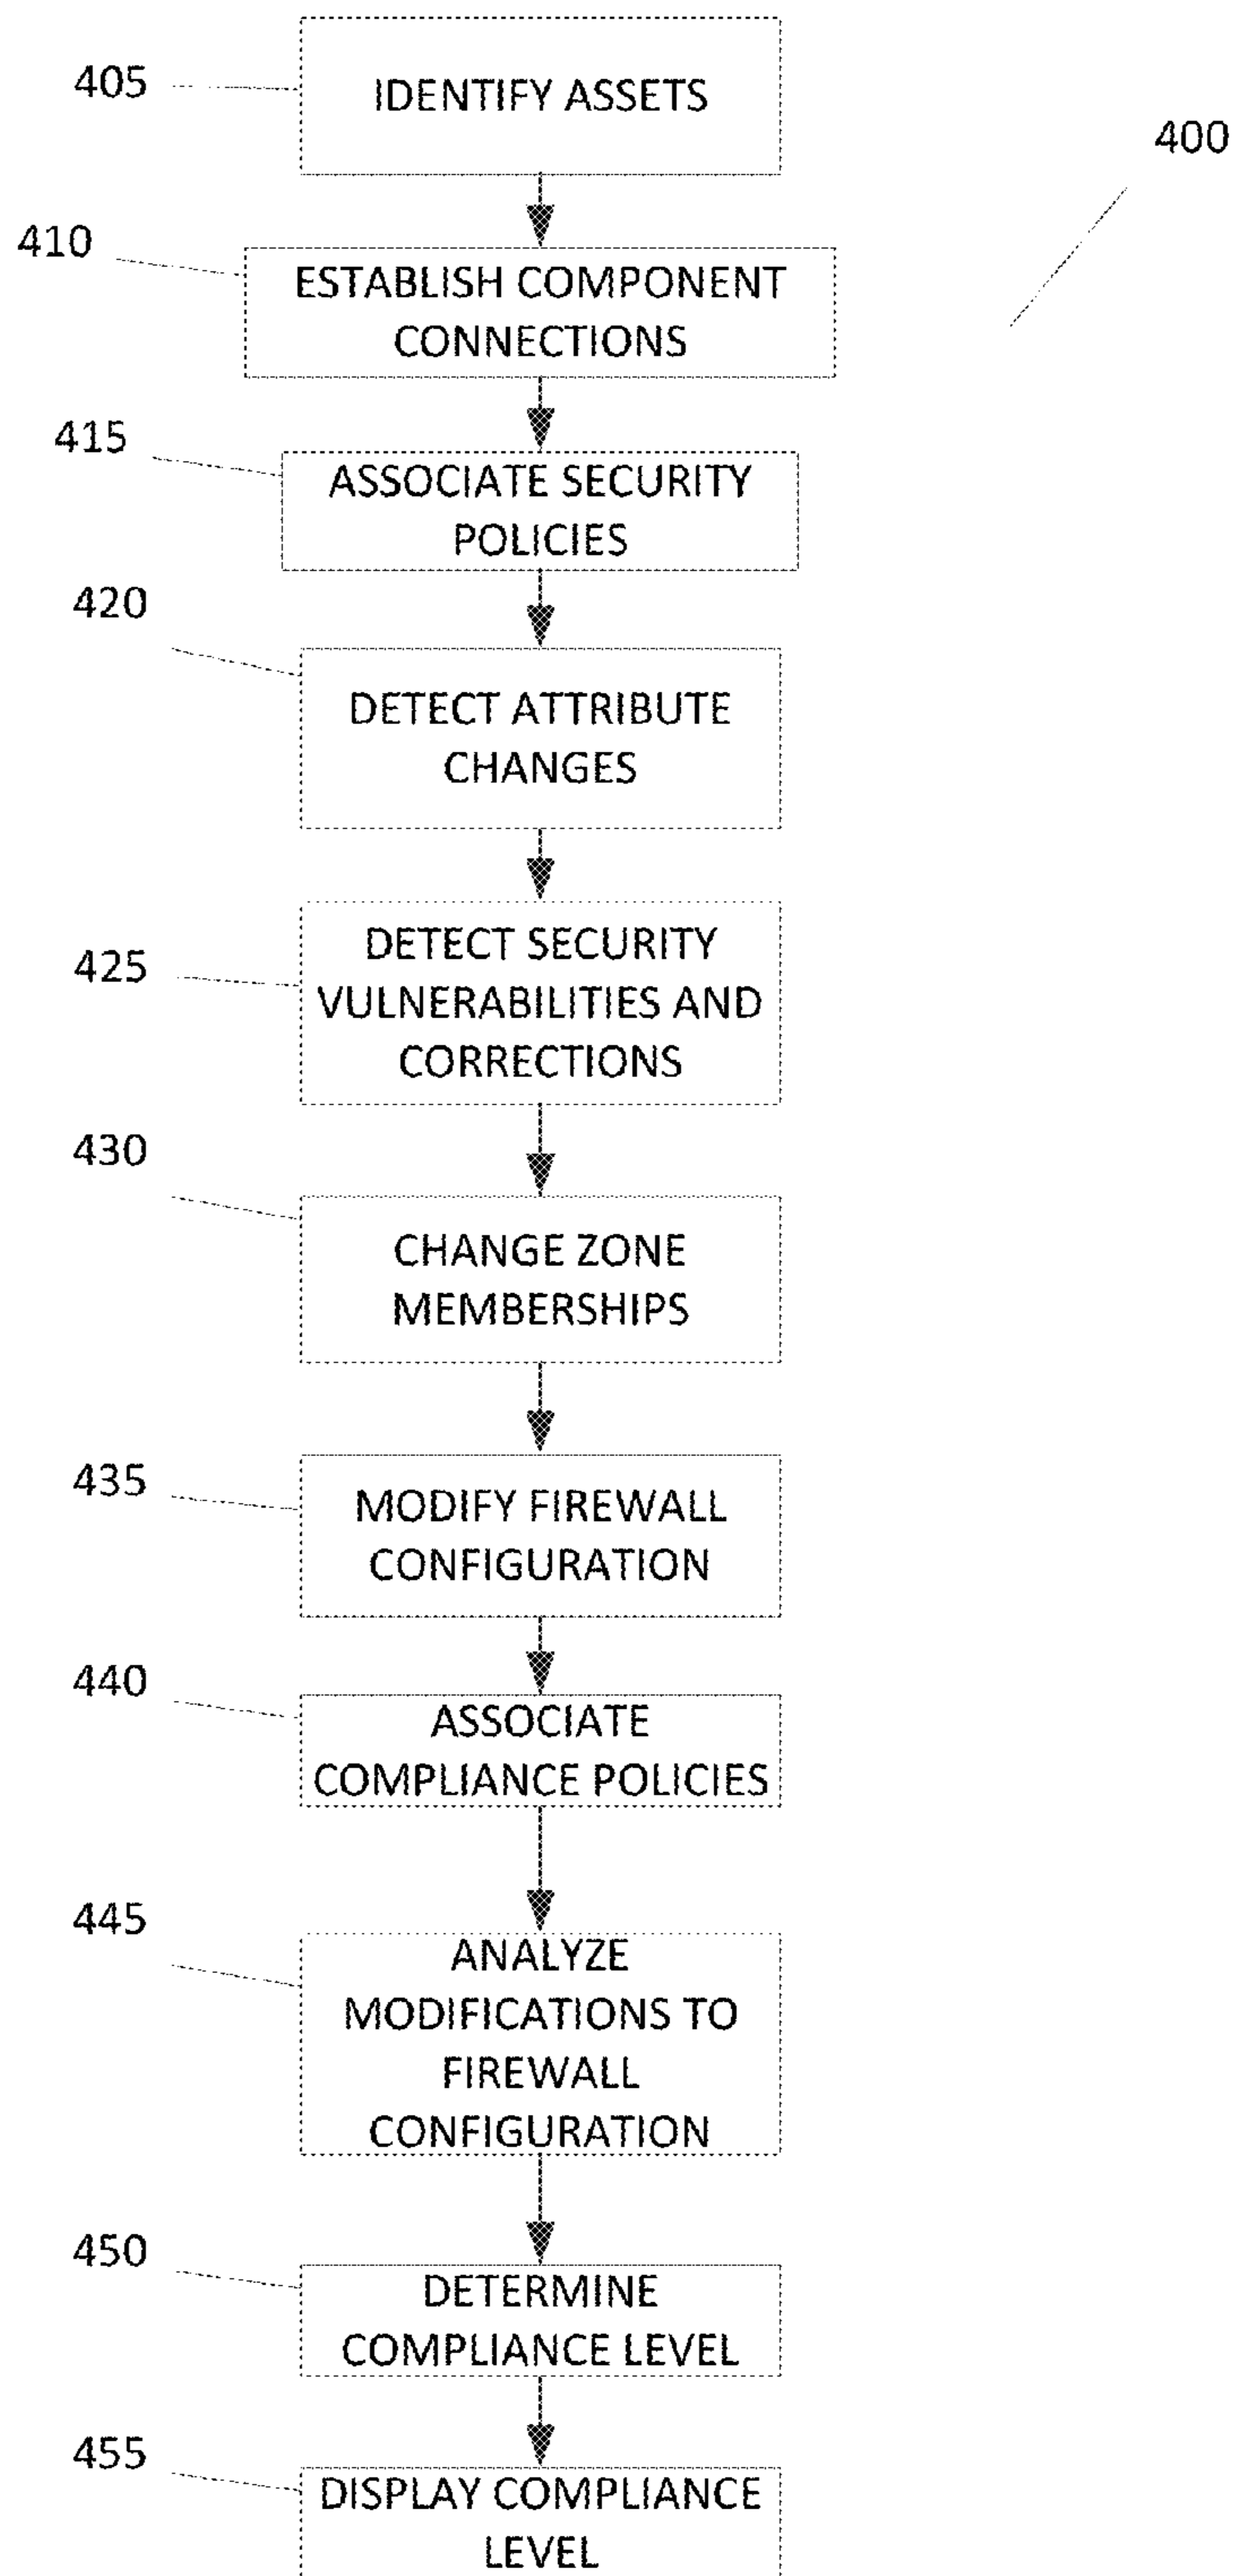 405
IDENTIFY ASSETS
400
410
ESTABLISH COMPONENT
CONNECTIONS
415
ASSOCIATE SECURITY
POLICIES
420
DETECT ATTRIBUTE
CHANGES
425
DETECT SECURITY
VULNERABILITIES AND
CORRECTIONS
430
CHANGE ZONE
MEMBERSHIPS
435
MODIFY FIREWALL
CONFIGURATION
440
ASSOCIATE
COMPLIANCE POLICIES
445
ANALYZE
MODIFICATIONS TO
FIREWALL
CONFIGURATION
450
DETERMINE
COMPLIANCE LEVEL
455
DISPLAY COMPLIANCE
LEVEL